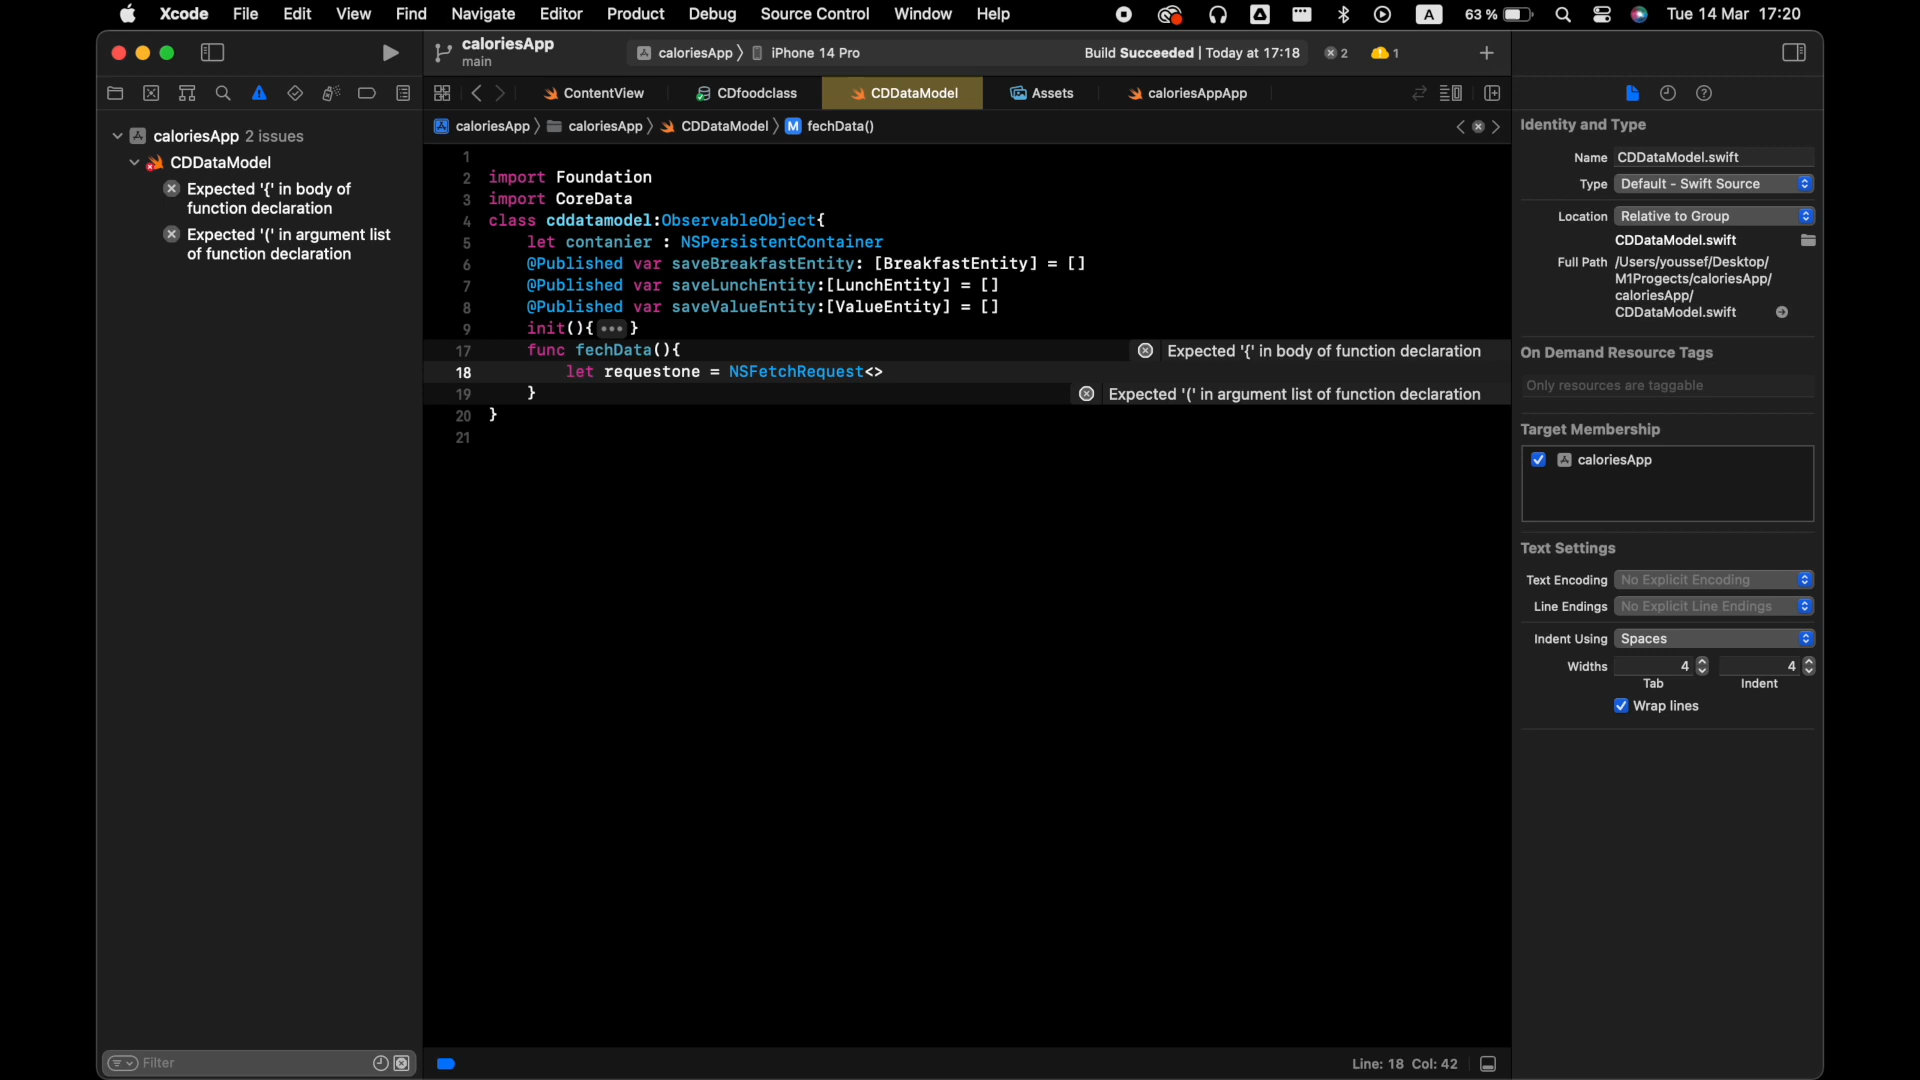 Xcode File Edit View Find Navigate Editor Product Debug Source Control Window Help A 63 % Tue 14 Mar 17:20
caloriesApp
main
caloriesApp 〉 iPhone 14 Pro Build Succeeded | Today at 17:18 2 1
ContentView CDfoodclass CDDataModel Assets caloriesAppApp
caloriesApp 〉 caloriesApp 〉 CDDataModel 〉 M fechData()
caloriesApp 2 issues
CDDataModel
Expected '{' in body of
function declaration
Expected '(' in argument list
of function declaration
Filter
1
2 import Foundation
3 import CoreData
4 class cddatamodel:ObservableObject{
5 let contanier : NSPersistentContainer
6 @Published var saveBreakfastEntity: [BreakfastEntity] = []
7 @Published var saveLunchEntity:[LunchEntity] = []
8 @Published var saveValueEntity:[ValueEntity] = []
9 init(){ ••• }
17 func fechData(){ Expected '{' in body of function declaration
18 let requestone = NSFetchRequest<>
19 } Expected '(' in argument list of function declaration
20 }
21
Line: 18 Col: 42
Identity and Type
Name CDDataModel.swift
Type Default - Swift Source
Location Relative to Group
CDDataModel.swift
Full Path /Users/youssef/Desktop/
M1Progects/caloriesApp/
caloriesApp/
CDDataModel.swift
On Demand Resource Tags
Only resources are taggable
Target Membership
caloriesApp
Text Settings
Text Encoding No Explicit Encoding
Line Endings No Explicit Line Endings
Indent Using Spaces
Widths 4 4
Tab Indent
Wrap lines